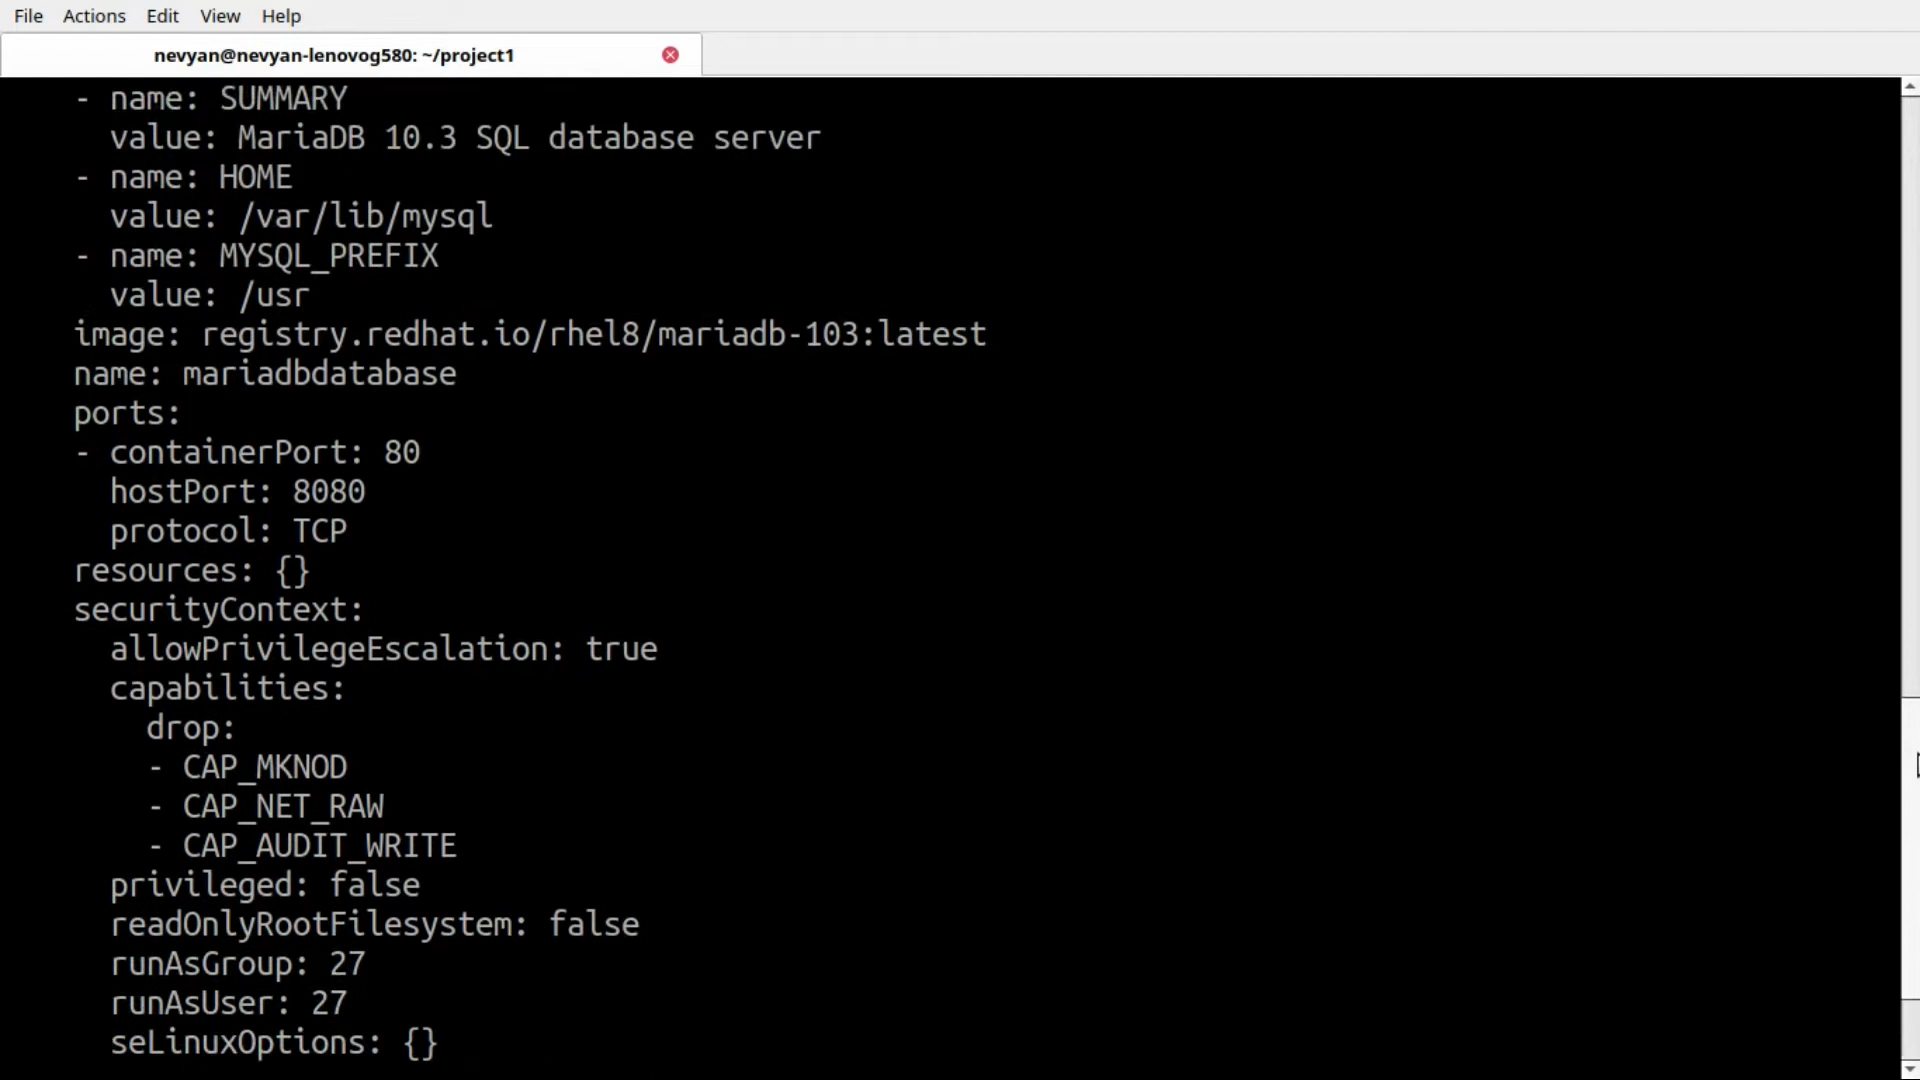 File Actions Edit View Help
nevyan@nevyan-lenovog580: ~/project1
- name: SUMMARY
value: MariaDB 10.3 SQL database server
- name: HOME
value: /var/lib/mysql
- name: MYSQL_PREFIX
value: /usr
image: registry.redhat.io/rhel8/mariadb-103:latest
name: mariadbdatabase
ports:
- containerPort: 80
hostPort: 8080
protocol: TCP
resources: {}
securityContext:
allowPrivilegeEscalation: true
capabilities:
drop:
- CAP_MKNOD
- CAP_NET_RAW
- CAP_AUDIT_WRITE
privileged: false
readOnlyRootFilesystem: false
runAsGroup: 27
runAsUser: 27
seLinuxOptions: {}